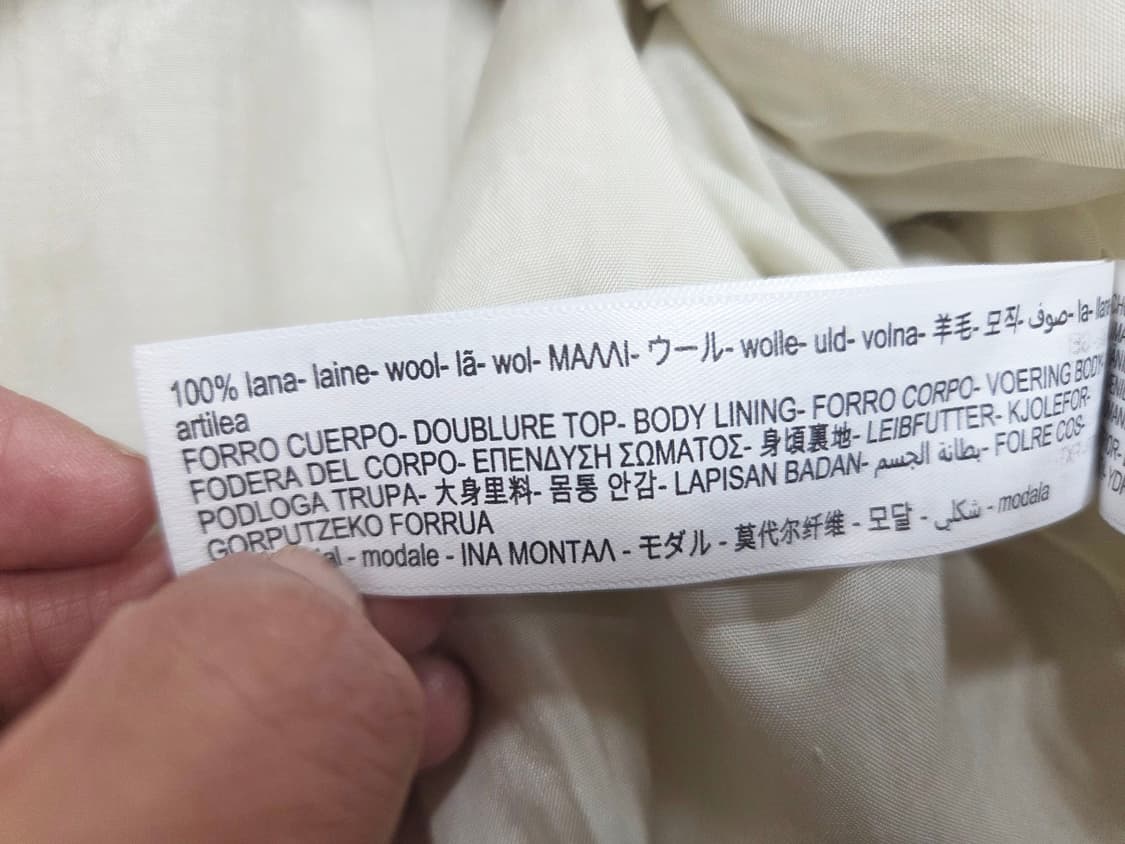 100% lana- laine- wool- lã- wol- ΜΑΛΛΙ- ウール- wolle- uld- volna- 羊毛- 모직- صوف- la- llana
artilea
FORRO CUERPO- DOUBLURE TOP- BODY LINING- FORRO CORPO- VOERING BODY-
FODERA DEL CORPO- ΕΠΕΝΔΥΣΗ ΣΩΜΑΤΟΣ- 身頃裏地- LEIBFUTTER- KJOLEFOR-
PODLOGA TRUPA- 大身里料- 몸통 안감- LAPISAN BADAN- بطانة الجسم- FOLRE COS-
GORPUTZEKO FORRUA
- modale - ΙΝΑ ΜΟΝΤΑΛ - モダル - 莫代尔纤维 - 모달 - شكلي - modala